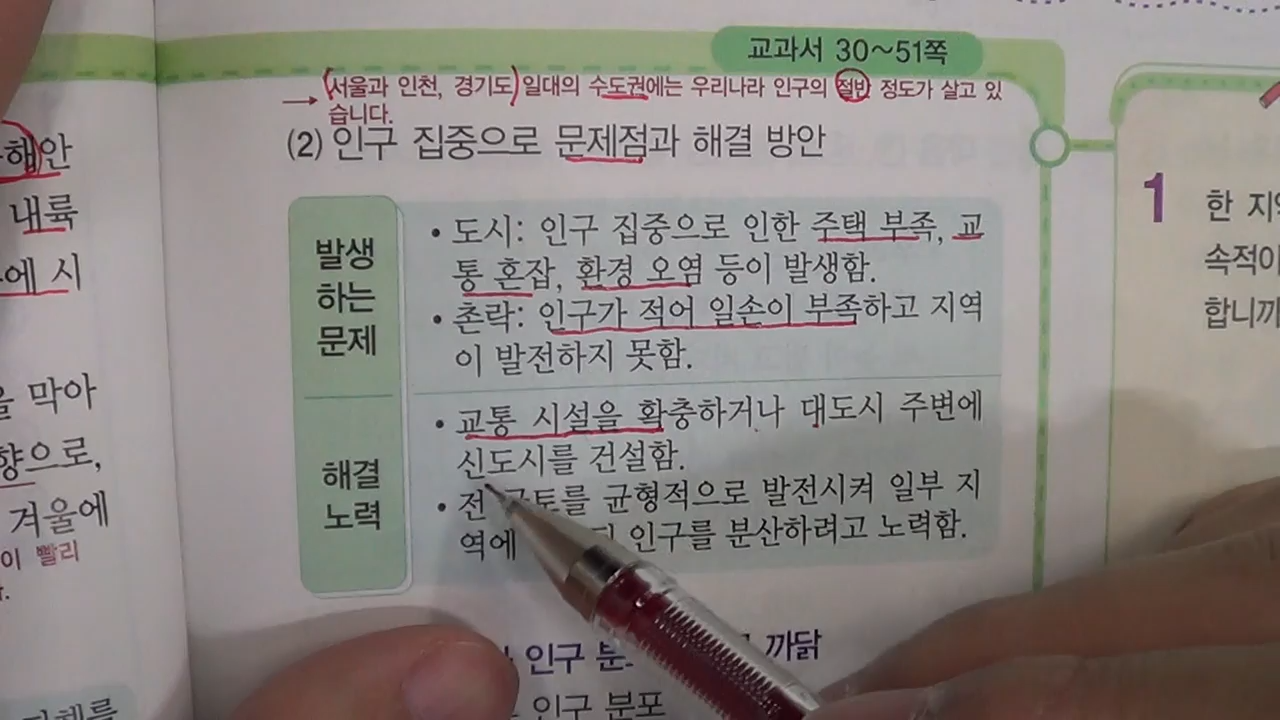 교과서 30~51쪽
서울과 인천, 경기도 일대의 수도권에는 우리나라 인구의 절반 정도가 살고 있
습니다.
(2) 인구 집중으로 문제점과 해결 방안
발생
하는
문제
• 도시: 인구 집중으로 인한 주택 부족, 교
통 혼잡, 환경 오염 등이 발생함.
• 촌락: 인구가 적어 일손이 부족하고 지역
이 발전하지 못함.
해결
노력
• 교통 시설을 확충하거나 대도시 주변에
신도시를 건설함.
• 전 국토를 균형적으로 발전시켜 일부 지
역에 인구를 분산하려고 노력함.
인구 까닭
인구 분포
안
내륙
에 시
막아
향으로,
겨울에
이 빨리
1
한 지
속적이
합니까